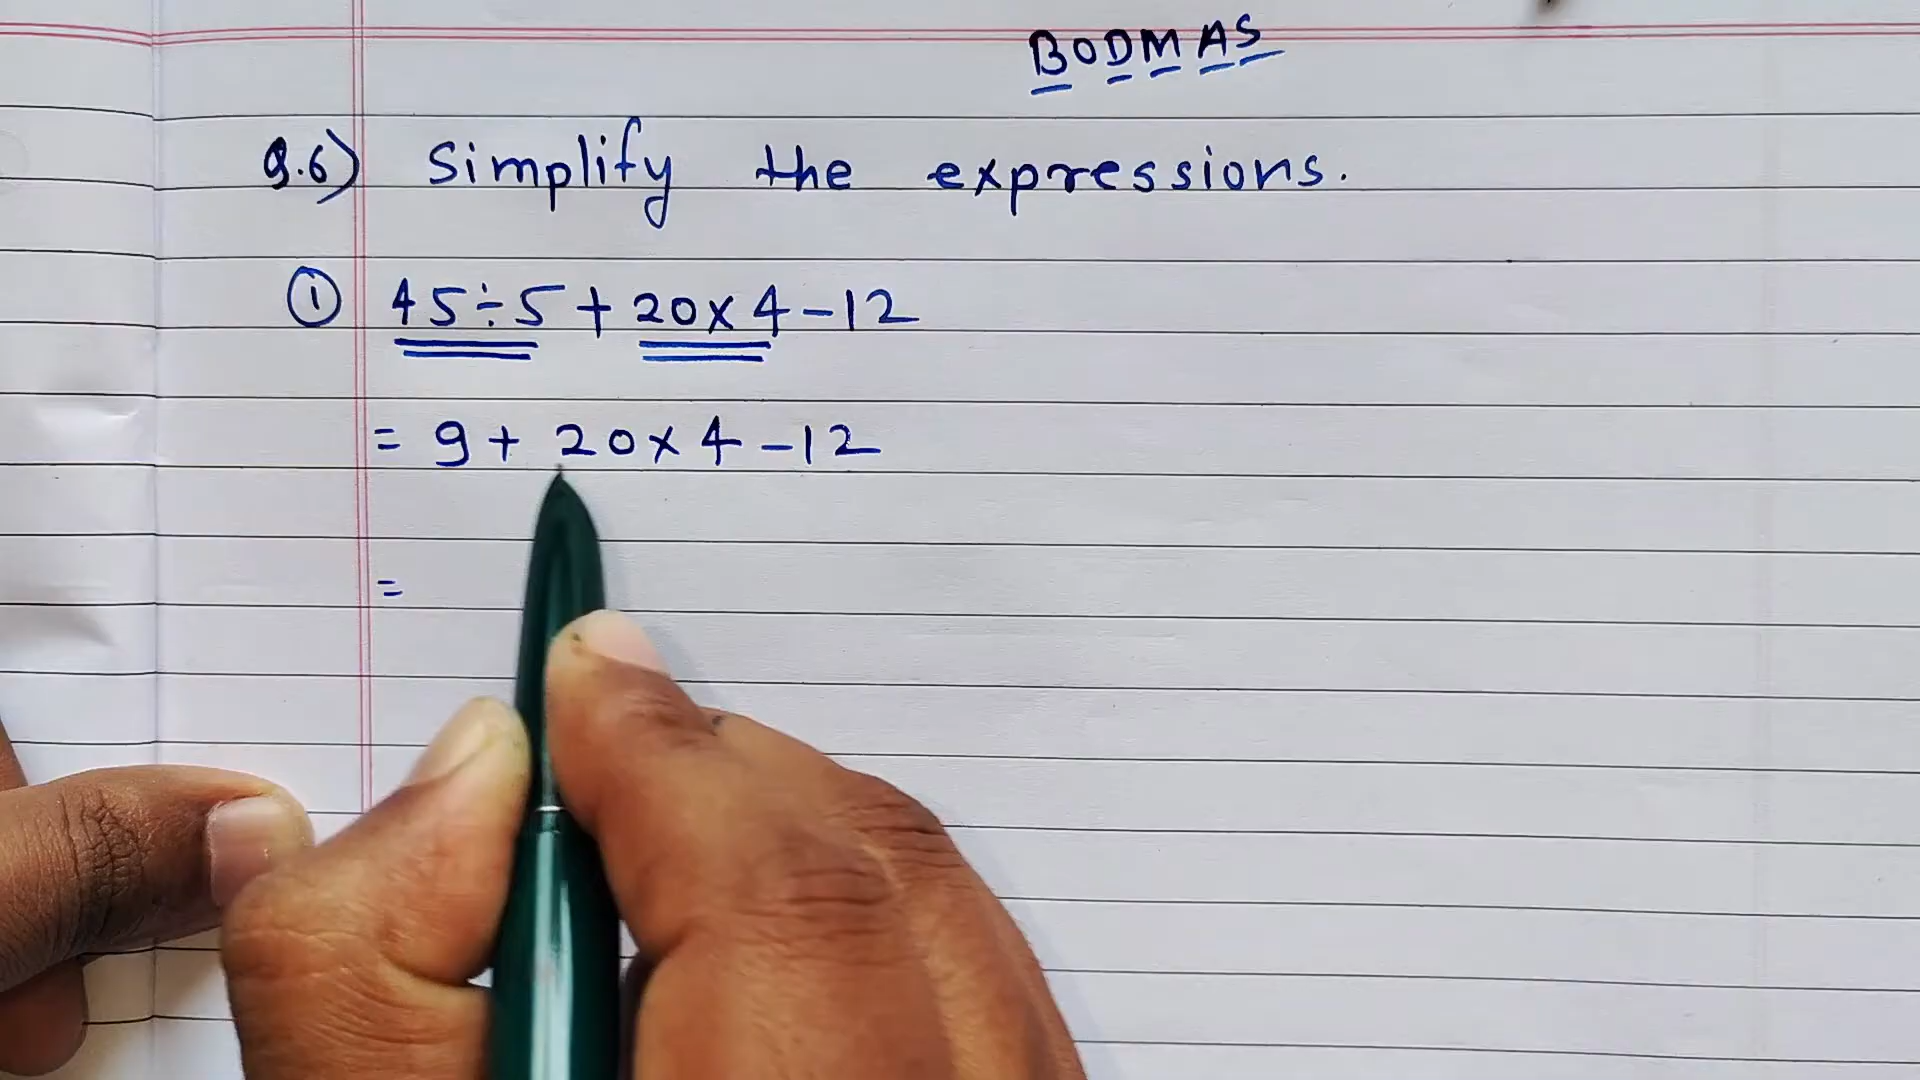 BODMAS
Q.6) Simplify the expressions.
① 45÷5+20×4-12
= 9+ 20×4-12
=